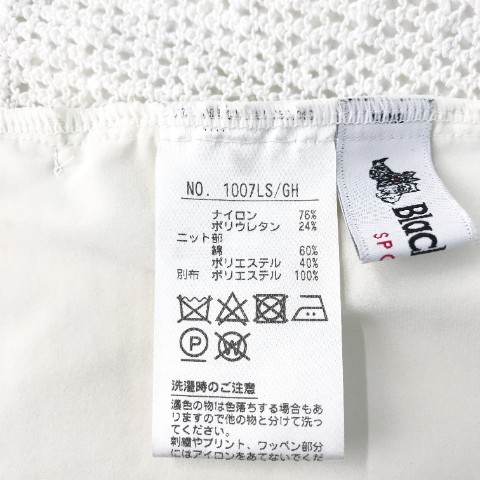 NO. 1007LS/GH
ナイロン 76%
ポリウレタン 24%
ニット部
綿 60%
ポリエステル 40%
別布 ポリエステル 100%
P
W
洗濯時のご注意
濃色の物は色落ちする場合もあ
りますので他の物と分けて洗っ
てください。
刺繍やプリント、ワッペン部分
にはアイロンをあてないでくだ
Blac
SPO